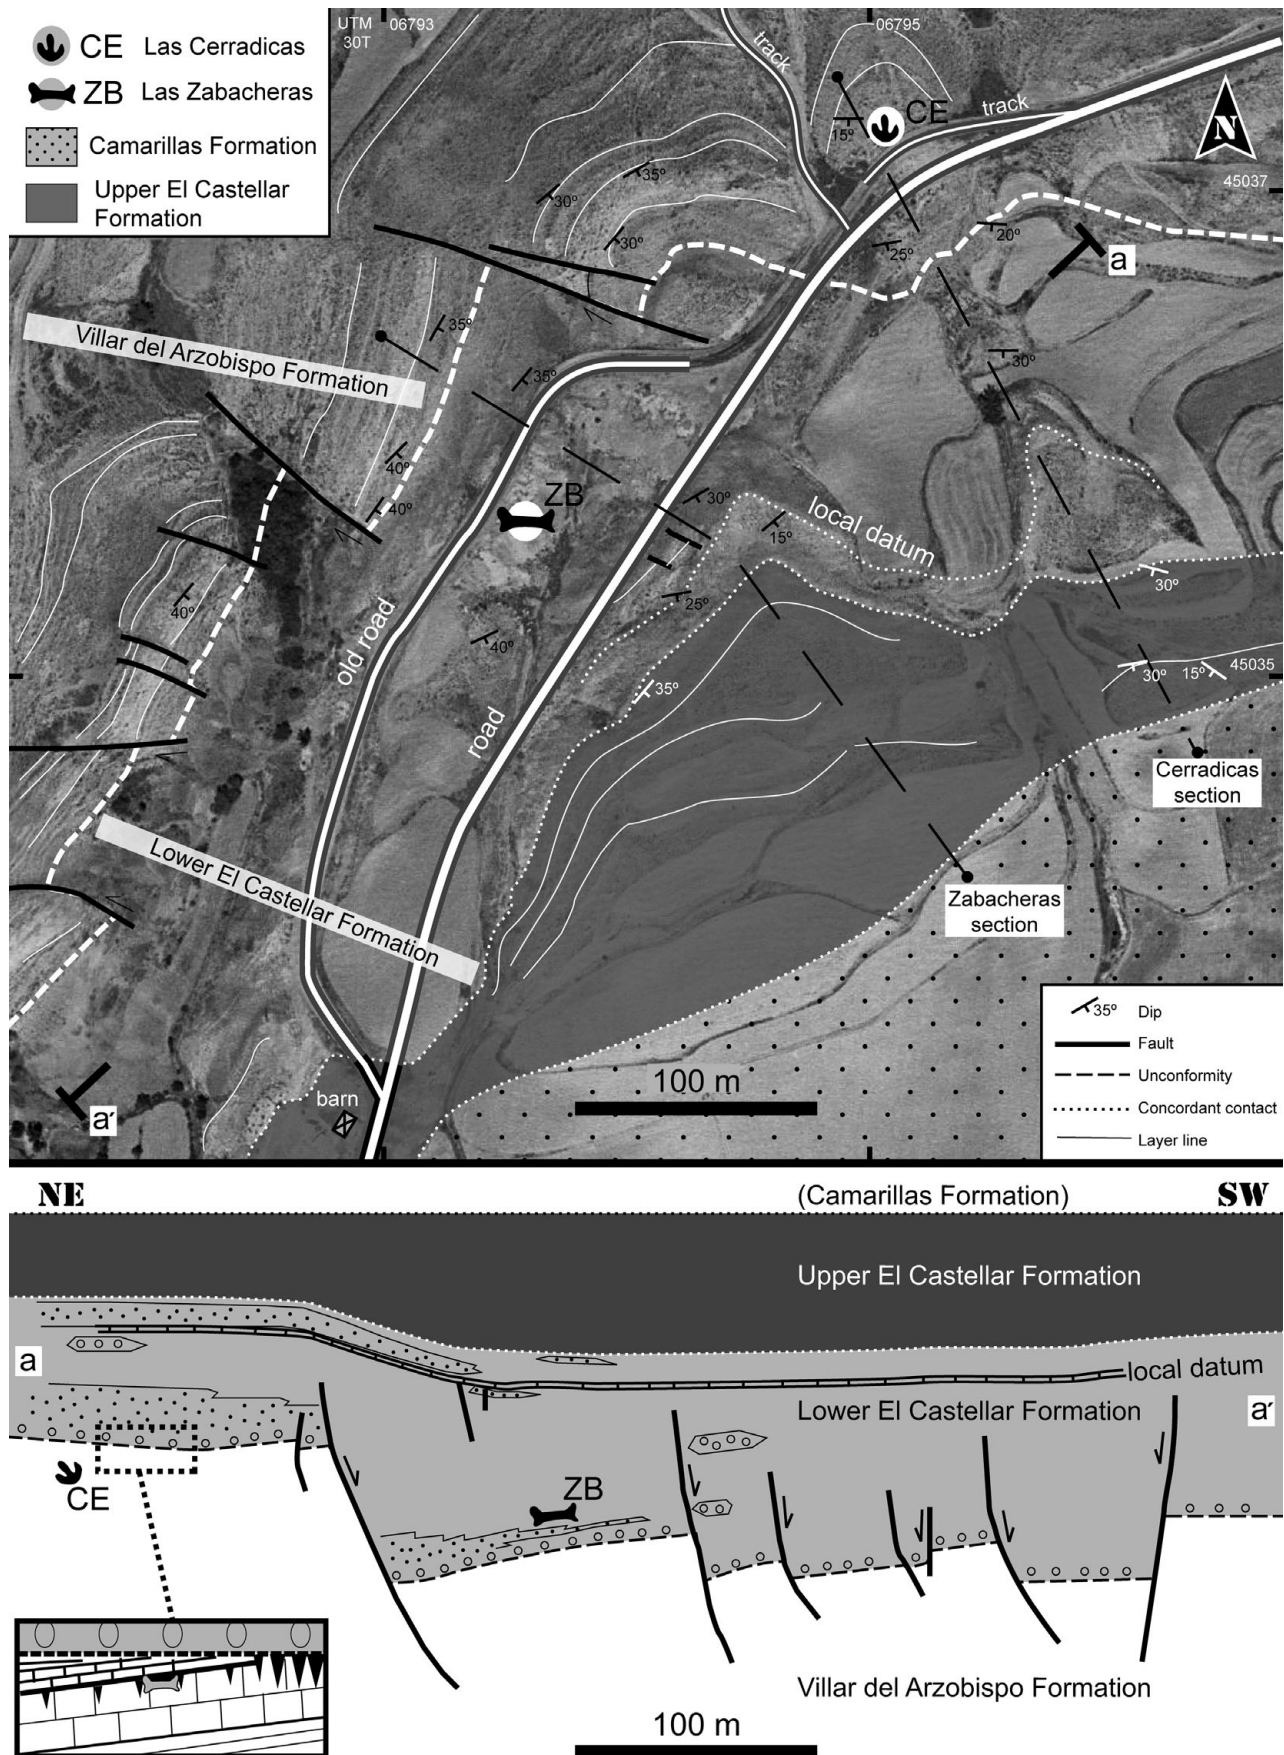 CE Las Cerradicas
ZB Las Zabacheras
Camarillas Formation
Upper El Castellar
Formation
UTM
30T
06793
06795
track
track
CE
15º
N
45037
35º
30º
30º
25º
20º
a
Villar del Arzobispo Formation
35º
35º
30º
40º
40º
ZB
30º
local datum
15º
30º
40º
25º
40º
old road
road
35º
30º
15º
45035
Cerradicas
section
Lower El Castellar Formation
Zabacheras
section
35º Dip
Fault
Unconformity
Concordant contact
Layer line
100 m
barn
a′
NE
(Camarillas Formation)
SW
Upper El Castellar Formation
a
local datum
Lower El Castellar Formation
a′
CE
ZB
Villar del Arzobispo Formation
100 m